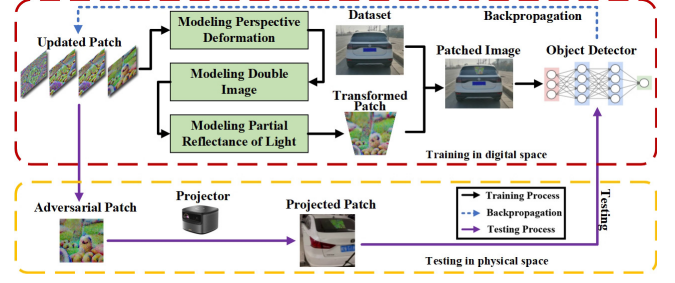 Backpropagation
Updated Patch
Modeling Perspective
Deformation
Modeling Double
Image
Modeling Partial
Reflectance of Light
Dataset
Transformed
Patch
Patched Image
Object Detector
Training in digital space
Adversarial Patch
Projector
Projected Patch
Training Process
Backpropagation
Testing Process
Testing
Testing in physical space